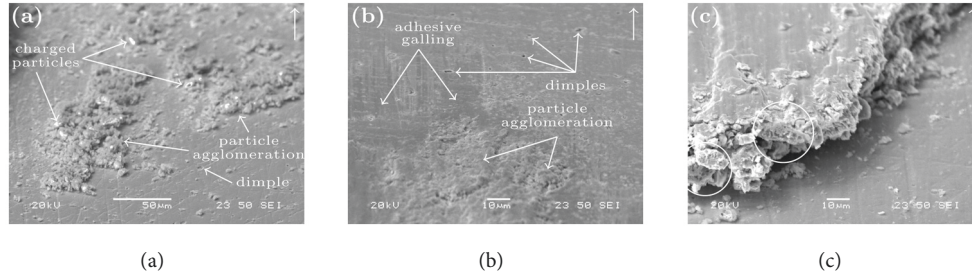 (a)
charged
particles
particle
agglomeration
dimple
20kV 50µm 23 50 SEI
(b)
adhesive
galling
dimples
particle
agglomeration
20kV 10µm 23 50 SEI
(c)
20kV 10µm 23 50 SEI
(a)
(b)
(c)